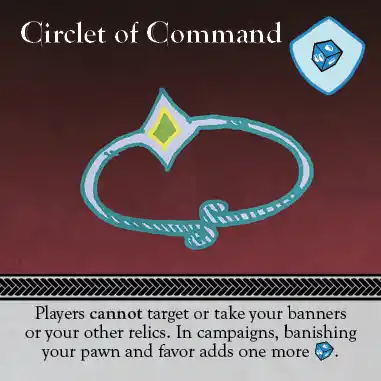 Circlet of Command
Players cannot target or take your banners
or your other relics. In campaigns, banishing
your pawn and favor adds one more .